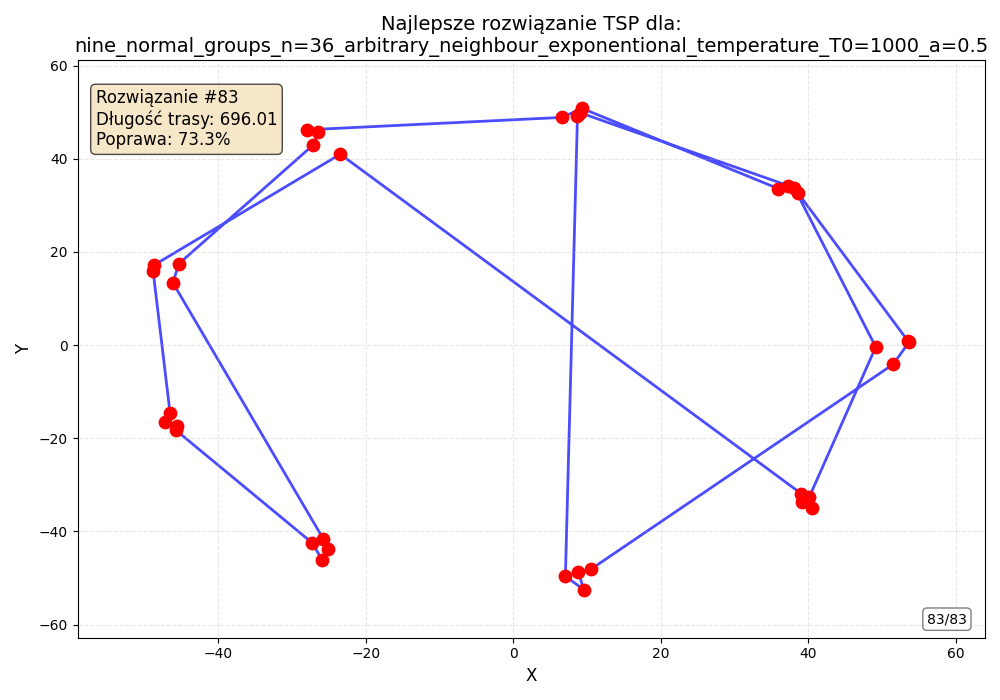 Najlepsze rozwiązanie TSP dla:
nine_normal_groups_n=36_arbitrary_neighbour_exponentional_temperature_T0=1000_a=0.5
Rozwiązanie #83
Długość trasy: 696.01
Poprawa: 73.3%
60
40
20
0
−20
−40
−60
Y
83/83
−40
−20
0
20
40
60
X